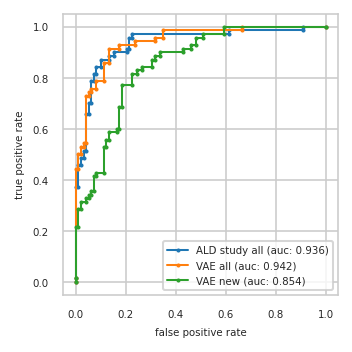 1.0
0.8
0.6
0.4
0.2
0.0
true positive rate
ALD study all (auc: 0.936)
VAE all (auc: 0.942)
VAE new (auc: 0.854)
0.0 0.2 0.4 0.6 0.8 1.0
false positive rate